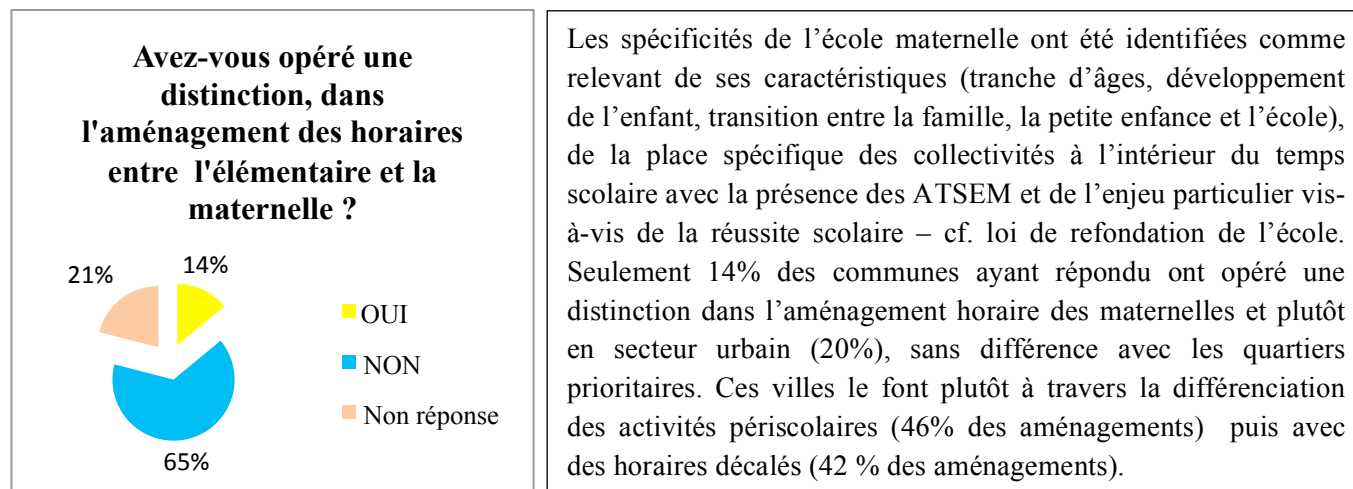 Avez-vous opéré une
distinction, dans
l'aménagement des horaires
entre l'élémentaire et la
maternelle ?
21%
14%
OUI
NON
Non réponse
65%
Les spécificités de l’école maternelle ont été identifiées comme
relevant de ses caractéristiques (tranche d’âges, développement
de l’enfant, transition entre la famille, la petite enfance et l’école),
de la place spécifique des collectivités à l’intérieur du temps
scolaire avec la présence des ATSEM et de l’enjeu particulier vis-
à-vis de la réussite scolaire – cf. loi de refondation de l’école.
Seulement 14% des communes ayant répondu ont opéré une
distinction dans l’aménagement horaire des maternelles et plutôt
en secteur urbain (20%), sans différence avec les quartiers
prioritaires. Ces villes le font plutôt à travers la différenciation
des activités périscolaires (46% des aménagements) puis avec
des horaires décalés (42 % des aménagements).